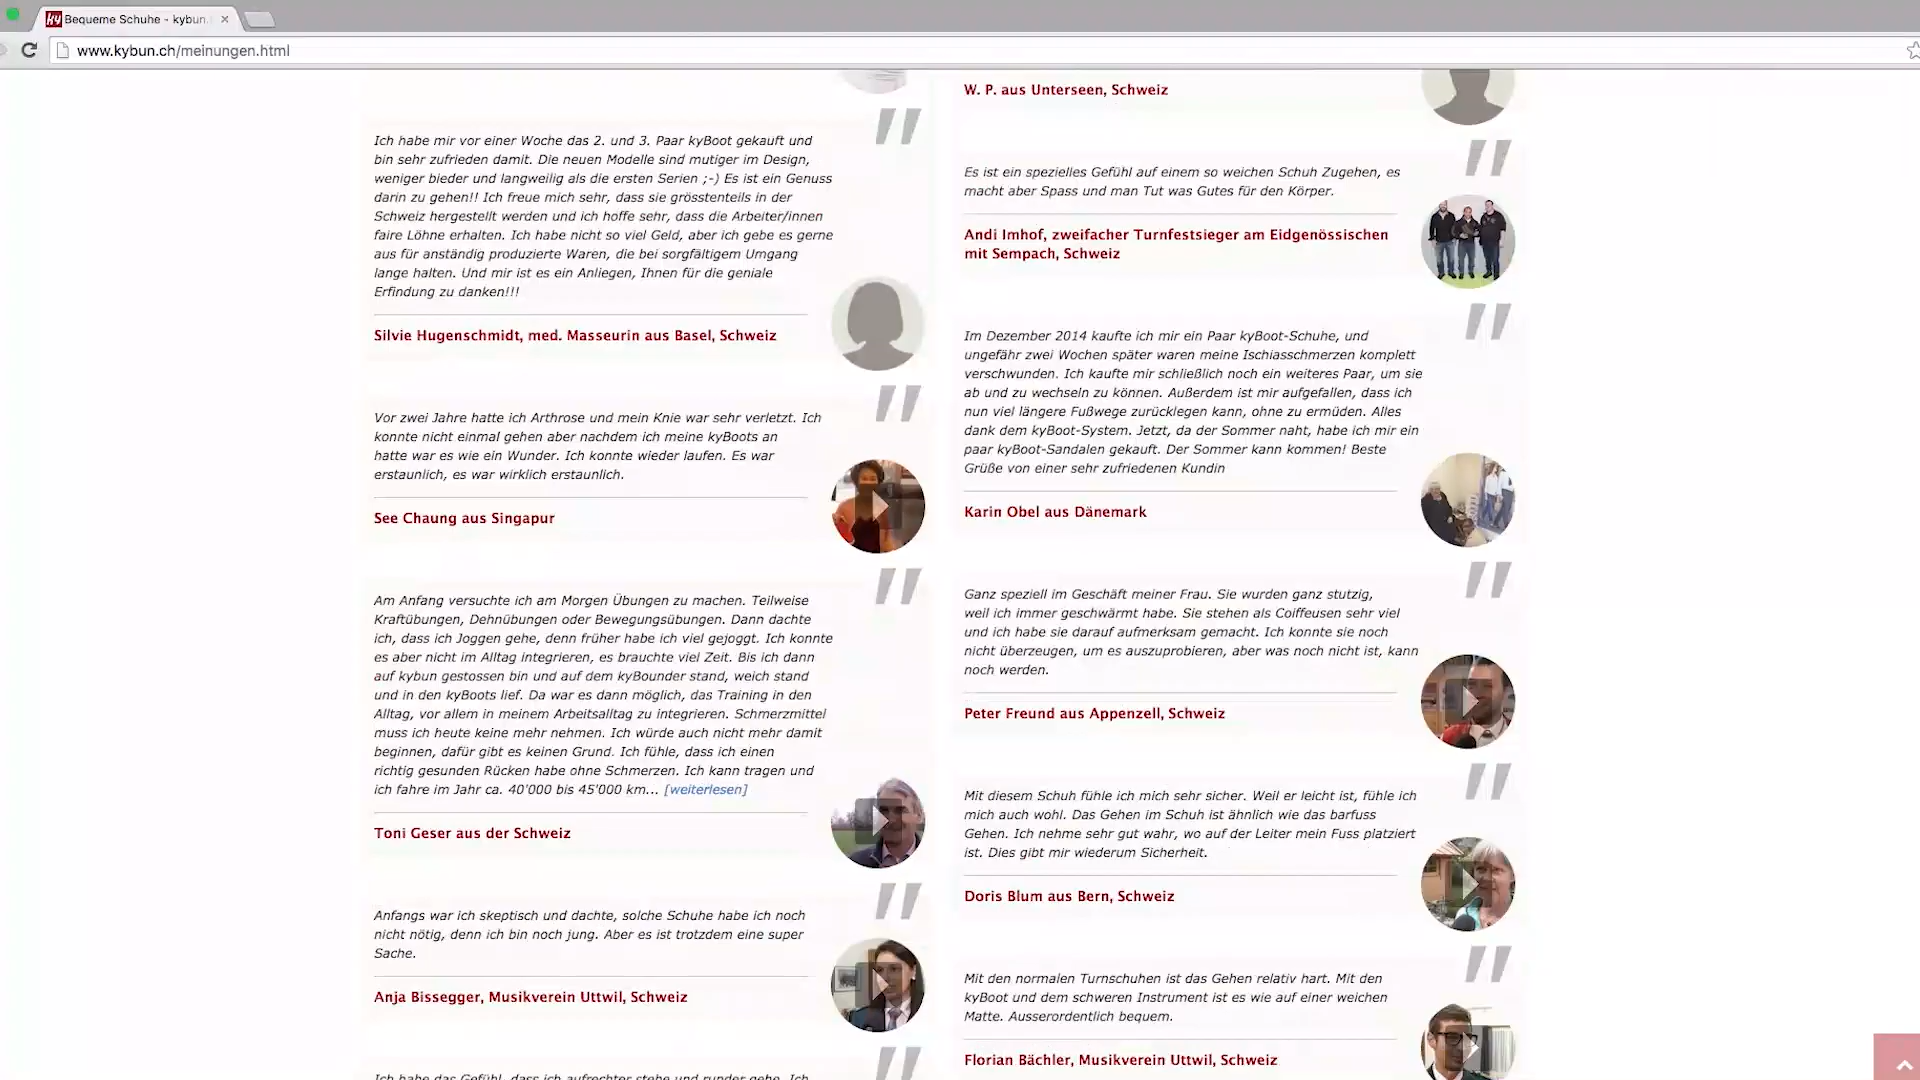 Bequeme Schuhe - kybun.
www.kybun.ch/meinungen.html
Ich habe mir vor einer Woche das 2. und 3. Paar kyBoot gekauft und
bin sehr zufrieden damit. Die neuen Modelle sind mutiger im Design,
weniger bieder und langweilig als die ersten Serien ;-) Es ist ein Genuss
darin zu gehen!! Ich freue mich sehr, dass sie grösstenteils in der
Schweiz hergestellt werden und ich hoffe sehr, dass die Arbeiter/innen
faire Löhne erhalten. Ich habe nicht so viel Geld, aber ich gebe es gerne
aus für anständig produzierte Waren, die bei sorgfältigem Umgang
lange halten. Und mir ist es ein Anliegen, Ihnen für die geniale
Erfindung zu danken!!!
Silvie Hugenschmidt, med. Masseurin aus Basel, Schweiz
Vor zwei Jahre hatte ich Arthrose und mein Knie war sehr verletzt. Ich
konnte nicht einmal gehen aber nachdem ich meine kyBoots an
hatte war es wie ein Wunder. Ich konnte wieder laufen. Es war
erstaunlich, es war wirklich erstaunlich.
See Chaung aus Singapur
Am Anfang versuchte ich am Morgen Übungen zu machen. Teilweise
Kraftübungen, Dehnübungen oder Bewegungsübungen. Dann dachte
ich, dass ich Joggen gehe, denn früher habe ich viel gejoggt. Ich konnte
es aber nicht im Alltag integrieren, es brauchte viel Zeit. Bis ich dann
auf kybun gestossen bin und auf dem kyBounder stand, weich stand
und in den kyBoots lief. Da war es dann möglich, das Training in den
Alltag, vor allem in meinem Arbeitsalltag zu integrieren. Schmerzmittel
muss ich heute keine mehr nehmen. Ich würde auch nicht mehr damit
beginnen, dafür gibt es keinen Grund. Ich fühle, dass ich einen
richtig gesunden Rücken habe ohne Schmerzen. Ich kann tragen und
ich fahre im Jahr ca. 40'000 bis 45'000 km... [weiterlesen]
Toni Geser aus der Schweiz
Anfangs war ich skeptisch und dachte, solche Schuhe habe ich noch
nicht nötig, denn ich bin noch jung. Aber es ist trotzdem eine super
Sache.
Anja Bissegger, Musikverein Uttwil, Schweiz
Ich habe das Gefühl, dass ich aufrechter stehe und runder gehe. Ich
W. P. aus Unterseen, Schweiz
Es ist ein spezielles Gefühl auf einem so weichen Schuh Zugehen, es
macht aber Spass und man Tut was Gutes für den Körper.
Andi Imhof, zweifacher Turnfestsieger am Eidgenössischen
mit Sempach, Schweiz
Im Dezember 2014 kaufte ich mir ein Paar kyBoot-Schuhe, und
ungefähr zwei Wochen später waren meine Ischiasschmerzen komplett
verschwunden. Ich kaufte mir schließlich noch ein weiteres Paar, um sie
ab und zu wechseln zu können. Außerdem ist mir aufgefallen, dass ich
nun viel längere Fußwege zurücklegen kann, ohne zu ermüden. Alles
dank dem kyBoot-System. Jetzt, da der Sommer naht, habe ich mir ein
paar kyBoot-Sandalen gekauft. Der Sommer kann kommen! Beste
Grüße von einer sehr zufriedenen Kundin
Karin Obel aus Dänemark
Ganz speziell im Geschäft meiner Frau. Sie wurden ganz stutzig,
weil ich immer geschwärmt habe. Sie stehen als Coiffeusen sehr viel
und ich habe sie darauf aufmerksam gemacht. Ich konnte sie noch
nicht überzeugen, um es auszuprobieren, aber was noch nicht ist, kann
noch werden.
Peter Freund aus Appenzell, Schweiz
Mit diesem Schuh fühle ich mich sehr sicher. Weil er leicht ist, fühle ich
mich auch wohl. Das Gehen im Schuh ist ähnlich wie das barfuss
Gehen. Ich nehme sehr gut wahr, wo auf der Leiter mein Fuss platziert
ist. Dies gibt mir wiederum Sicherheit.
Doris Blum aus Bern, Schweiz
Mit den normalen Turnschuhen ist das Gehen relativ hart. Mit den
kyBoot und dem schweren Instrument ist es wie auf einer weichen
Matte. Ausserordentlich bequem.
Florian Bächler, Musikverein Uttwil, Schweiz